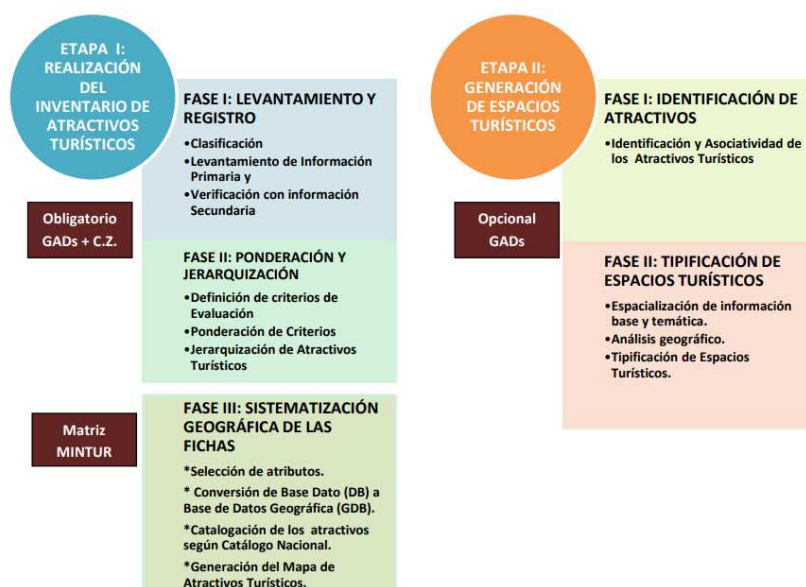 ETAPA I:
REALIZACIÓN
DEL
INVENTARIO DE
ATRACTIVOS
TURÍSTICOS
FASE I: LEVANTAMIENTO Y
REGISTRO
•Clasificación
•Levantamiento de Información
Primaria y
•Verificación con información
Secundaria
Obligatorio
GADs + C.Z.
FASE II: PONDERACIÓN Y
JERARQUIZACIÓN
•Definición de criterios de
Evaluación
•Ponderación de Criterios
•Jerarquización de Atractivos
Turísticos
Matriz
MINTUR
FASE III: SISTEMATIZACIÓN
GEOGRÁFICA DE LAS
FICHAS
*Selección de atributos.
* Conversión de Base Dato (DB) a
Base de Datos Geográfica (GDB).
*Catalogación de los atractivos
según Catálogo Nacional.
*Generación del Mapa de
Atractivos Turísticos.
ETAPA II:
GENERACIÓN
DE ESPACIOS
TURÍSTICOS
FASE I: IDENTIFICACIÓN DE
ATRACTIVOS
•Identificación y Asociatividad de
los Atractivos Turísticos
Opcional
GADs
FASE II: TIPIFICACIÓN DE
ESPACIOS TURÍSTICOS
•Espacialización de información
base y temática.
•Análisis geográfico.
•Tipificación de Espacios
Turísticos.